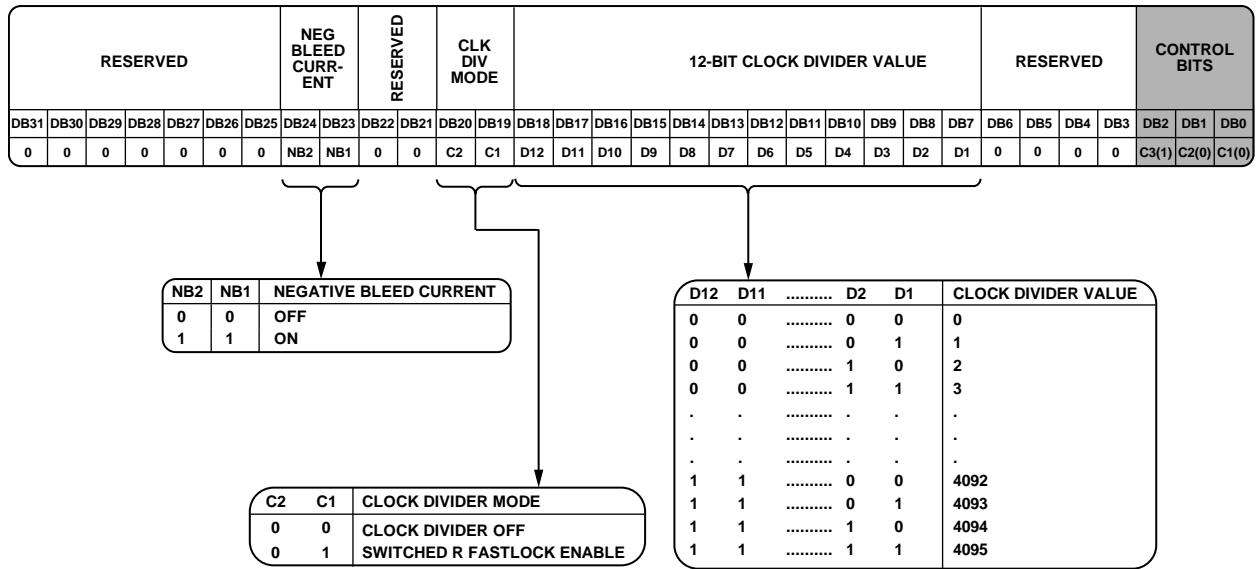 RESERVED
NEG
BLEED
CURR-
ENT
RESERVED
CLK
DIV
MODE
12-BIT CLOCK DIVIDER VALUE
RESERVED
CONTROL
BITS
DB31 DB30 DB29 DB28 DB27 DB26 DB25 DB24 DB23 DB22 DB21 DB20 DB19 DB18 DB17 DB16 DB15 DB14 DB13 DB12 DB11 DB10 DB9 DB8 DB7 DB6 DB5 DB4 DB3 DB2 DB1 DB0
0 0 0 0 0 0 0 NB2 NB1 0 0 C2 C1 D12 D11 D10 D9 D8 D7 D6 D5 D4 D3 D2 D1 0 0 0 0 C3(1) C2(0) C1(0)
NB2 NB1 NEGATIVE BLEED CURRENT
0 0 OFF
1 1 ON
C2 C1 CLOCK DIVIDER MODE
0 0 CLOCK DIVIDER OFF
0 1 SWITCHED R FASTLOCK ENABLE
D12 D11 .......... D2 D1 CLOCK DIVIDER VALUE
0 0 .......... 0 0 0
0 0 .......... 0 1 1
0 0 .......... 1 0 2
0 0 .......... 1 1 3
. . .......... . . .
. . .......... . . .
. . .......... . . .
1 1 .......... 0 0 4092
1 1 .......... 0 1 4093
1 1 .......... 1 0 4094
1 1 .......... 1 1 4095